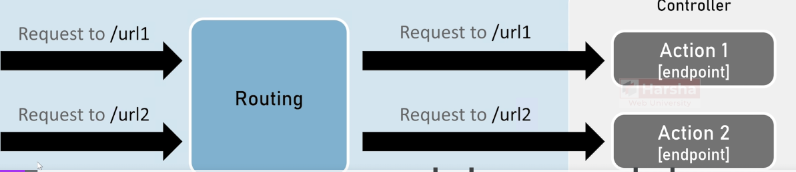 Controller
Request to /url1
Request to /url1
Action 1
[endpoint]
Harsha
Routing
Request to /url2
Request to /url2
Action 2
[endpoint]